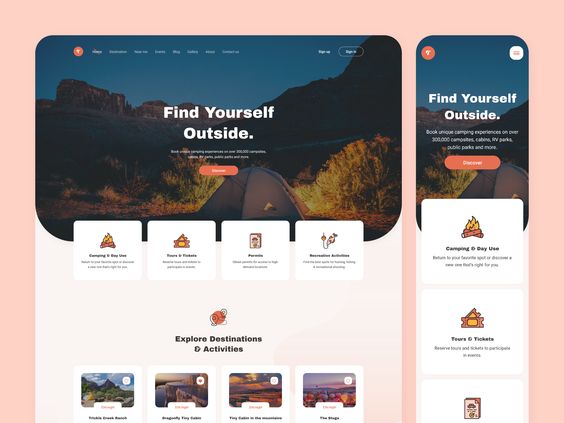 Home Destination Near me Events Blog Gallery About Contact us Sign up Sign in
Find Yourself
Outside.
Book unique camping experiences on over 300,000 campsites,
cabins, RV parks, public parks and more.
Discover
Camping & Day Use
Return to your favorite spot or discover
a new one that's right for you.
Tours & Tickets
Reserve tours and tickets to
participate in events.
Permits
Obtain permits for access to high
demand locations.
Recreation Activities
Find the best spots for hunting, fishing
& recreational shooting.
Explore Destinations
& Activities
Trickle Creek Ranch
Dragonfly Tiny Cabin
Tiny Cabin in the mountains
The Stuga
Find Yourself
Outside.
Book unique camping experiences on over
300,000 campsites, cabins, RV parks,
public parks and more.
Discover
Camping & Day Use
Return to your favorite spot or discover a
new one that's right for you.
Tours & Tickets
Reserve tours and tickets to participate
in events.